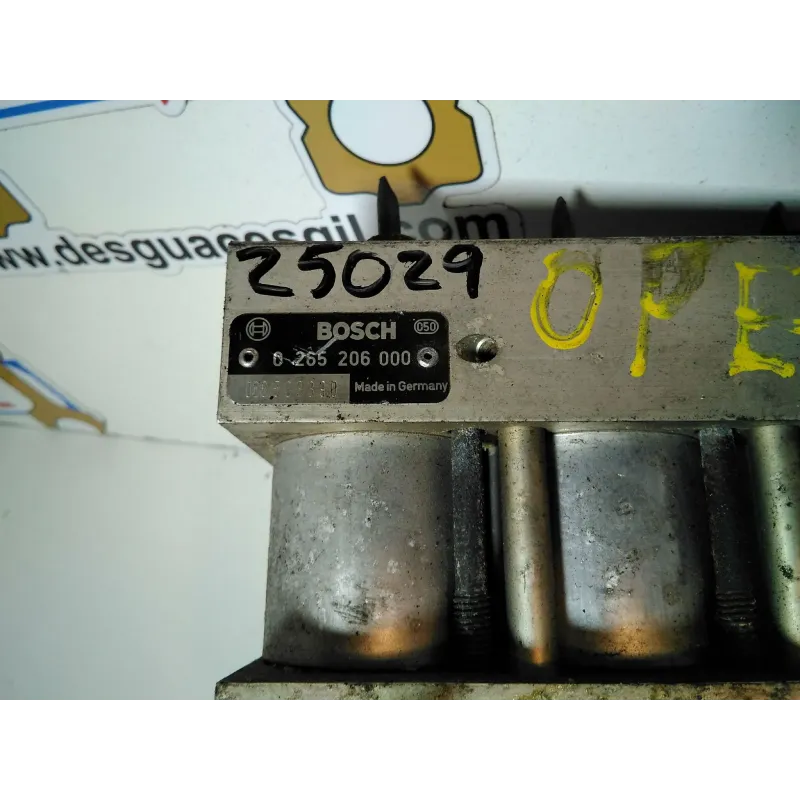 www.desguacesgil.com
25029
OPE
BOSCH 050
0 265 206 000
Made in Germany